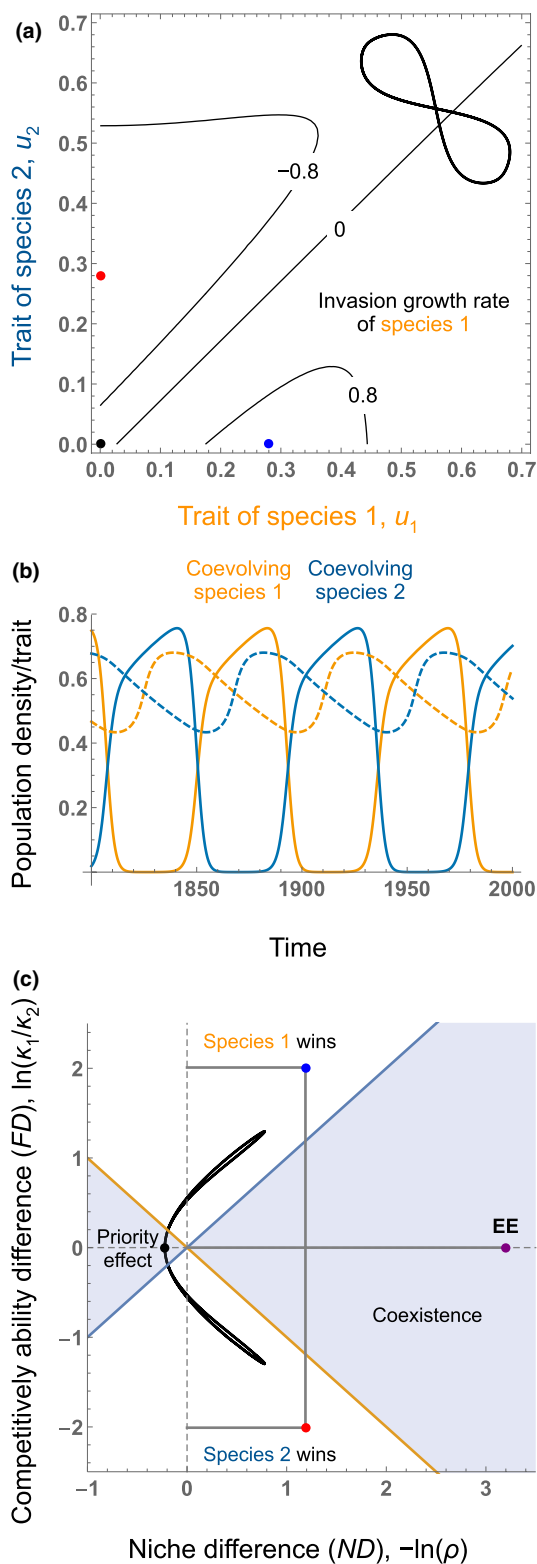 (a)
0.7
0.6
0.5
0.4
0.3
0.2
0.1
0.0
Trait of species 2, u2
−0.8
0
Invasion growth rate
of species 1
0.8
0.0 0.1 0.2 0.3 0.4 0.5 0.6 0.7
Trait of species 1, u1
(b)
Coevolving Coevolving
species 1 species 2
0.8
0.6
0.4
0.2
Population density/trait
1850 1900 1950 2000
Time
(c)
Species 1 wins
2
1
0
−1
−2
Competitively ability difference (FD), ln(κ1/κ2)
Priority
effect
EE
Coexistence
Species 2 wins
−1 0 1 2 3
Niche difference (ND), −ln(ρ)